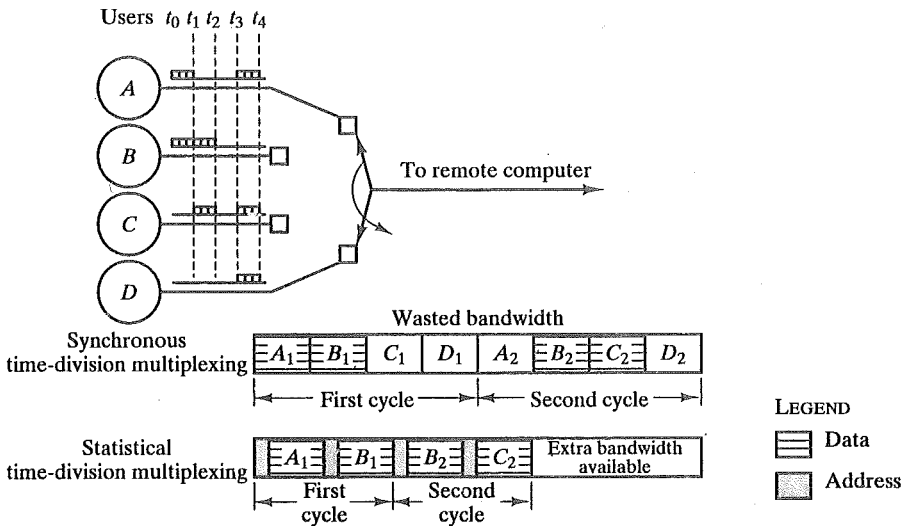 Users t0 t1 t2 t3 t4
A
B
To remote computer
C
D
Wasted bandwidth
Synchronous
time-division multiplexing
A1 B1 C1 D1 A2 B2 C2 D2
First cycle Second cycle
LEGEND
Data
Address
Statistical
time-division multiplexing
A1 B1 B2 C2 Extra bandwidth
available
First
cycle
Second
cycle